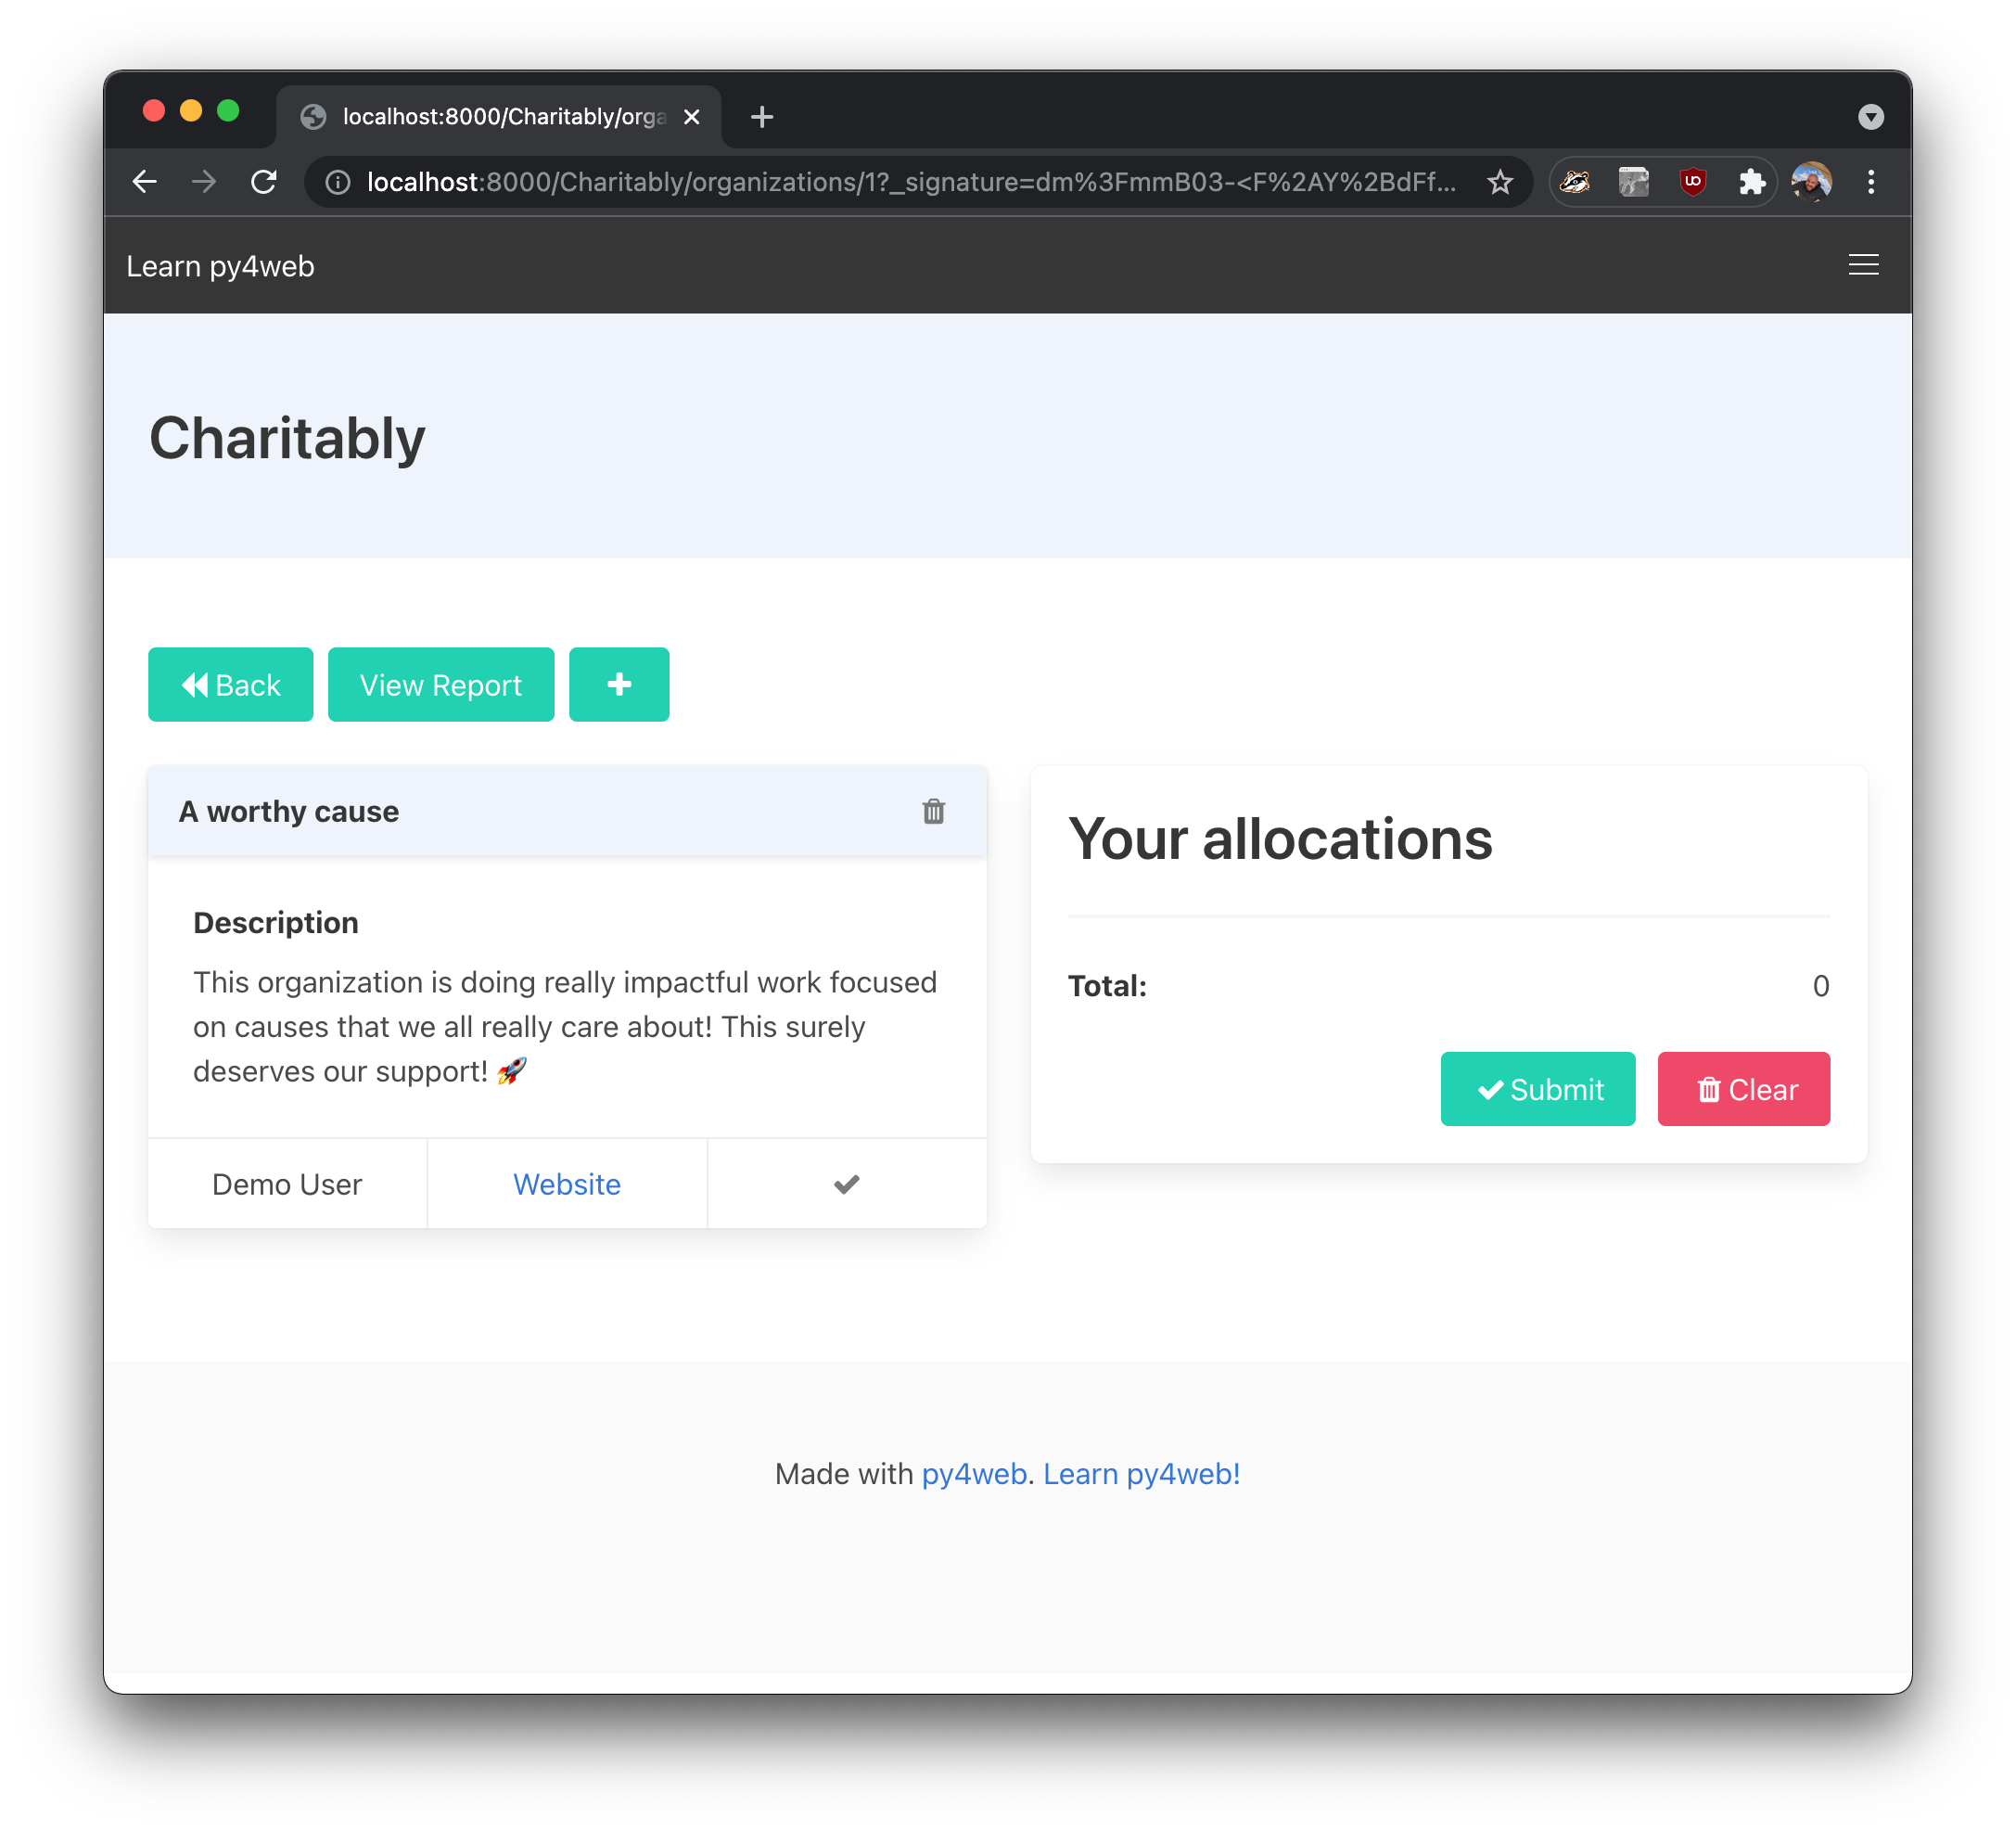 localhost:8000/Charitably/orga
localhost:8000/Charitably/organizations/1?_signature=dm%3FmmB03-<F%2AY%2BdFf...
Learn py4web
Charitably
Back
View Report
A worthy cause
Description
This organization is doing really impactful work focused
on causes that we all really care about! This surely
deserves our support! 🚀
Demo User
Website
Your allocations
Total: 0
Submit
Clear
Made with py4web. Learn py4web!